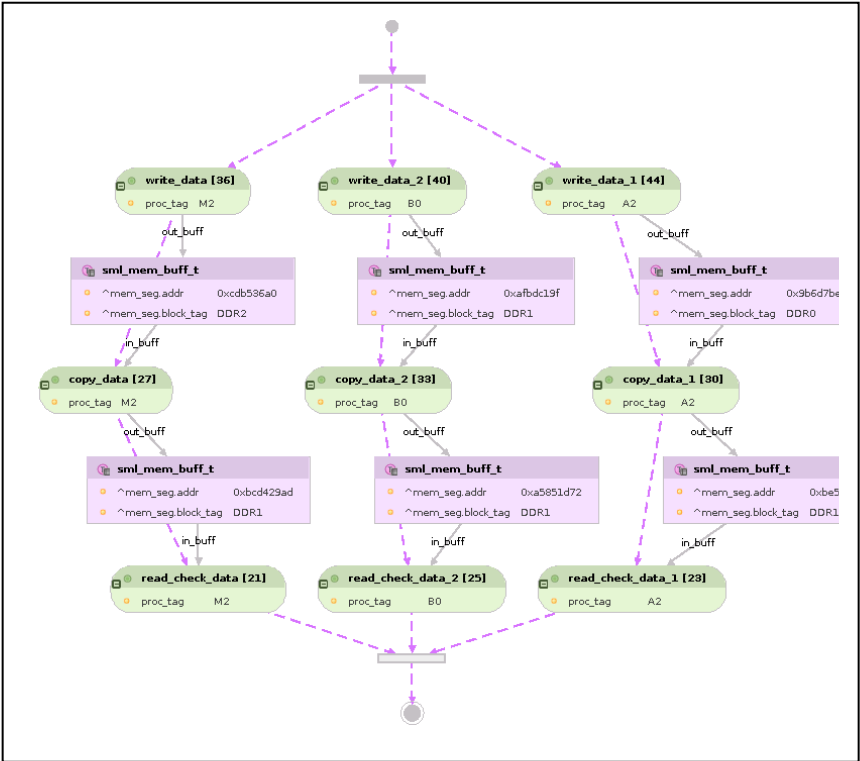 write_data [36]
proc_tag M2
write_data_2 [40]
proc_tag B0
write_data_1 [44]
proc_tag A2
out_buff
out_buff
out_buff
sml_mem_buff_t
^mem_seg.addr 0xcdb536a0
^mem_seg.block_tag DDR2
sml_mem_buff_t
^mem_seg.addr 0xafbdc19f
^mem_seg.block_tag DDR1
sml_mem_buff_t
^mem_seg.addr 0x9b6d7be
^mem_seg.block_tag DDR0
in_buff
in_buff
in_buff
copy_data [27]
proc_tag M2
copy_data_2 [33]
proc_tag B0
copy_data_1 [30]
proc_tag A2
out_buff
out_buff
out_buff
sml_mem_buff_t
^mem_seg.addr 0xbcd429ad
^mem_seg.block_tag DDR1
sml_mem_buff_t
^mem_seg.addr 0xa5851d72
^mem_seg.block_tag DDR1
sml_mem_buff_t
^mem_seg.addr 0xbe5
^mem_seg.block_tag DDR1
in_buff
in_buff
in_buff
read_check_data [21]
proc_tag M2
read_check_data_2 [25]
proc_tag B0
read_check_data_1 [23]
proc_tag A2